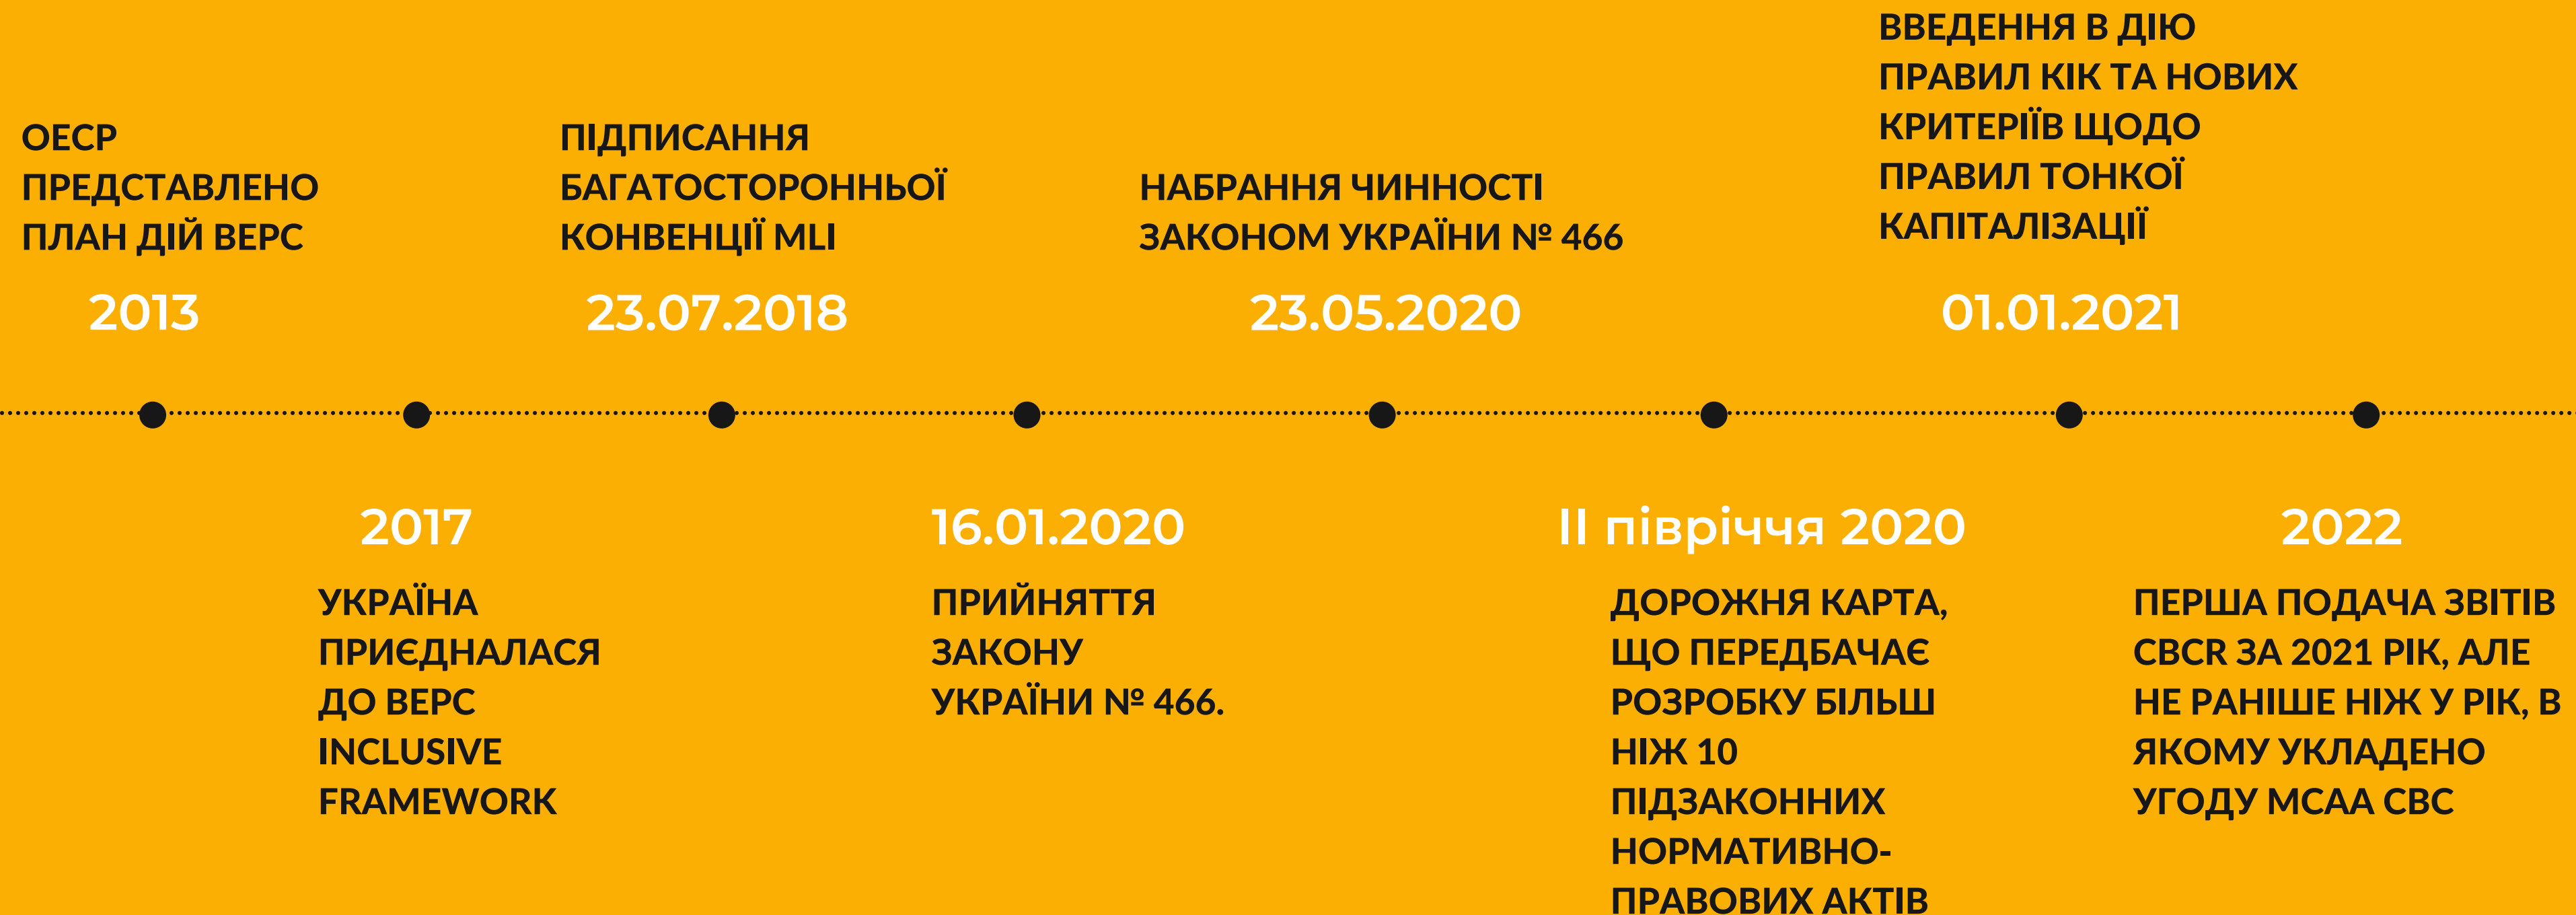 ОЕСР
ПРЕДСТАВЛЕНО
ПЛАН ДІЙ ВЕРС
2013
2017
УКРАЇНА
ПРИЄДНАЛАСЯ
ДО ВЕРС
INCLUSIVE
FRAMEWORK
ПІДПИСАННЯ
БАГАТОСТОРОННЬОЇ
КОНВЕНЦІЇ MLI
23.07.2018
16.01.2020
ПРИЙНЯТТЯ
ЗАКОНУ
УКРАЇНИ № 466.
НАБРАННЯ ЧИННОСТІ
ЗАКОНОМ УКРАЇНИ № 466
23.05.2020
II півріччя 2020
ДОРОЖНЯ КАРТА,
ЩО ПЕРЕДБАЧАЄ
РОЗРОБКУ БІЛЬШ
НІЖ 10
ПІДЗАКОННИХ
НОРМАТИВНО-
ПРАВОВИХ АКТІВ
ВВЕДЕННЯ В ДІЮ
ПРАВИЛ КІК ТА НОВИХ
КРИТЕРІЇВ ЩОДО
ПРАВИЛ ТОНКОЇ
КАПІТАЛІЗАЦІЇ
01.01.2021
2022
ПЕРША ПОДАЧА ЗВІТІВ
CBCR ЗА 2021 РІК, АЛЕ
НЕ РАНІШЕ НІЖ У РІК, В
ЯКОМУ УКЛАДЕНО
УГОДУ MCAA CBC